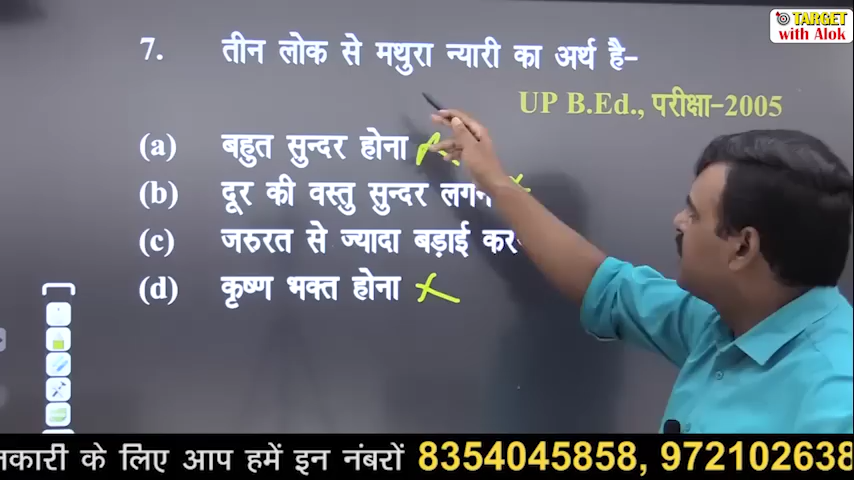 TARGET
with Alok
7. तीन लोक से मथुरा न्यारी का अर्थ है-
UP B.Ed., परीक्षा-2005
(a) बहुत सुन्दर होना
(b) दूर की वस्तु सुन्दर
(c) जरुरत से ज्यादा बड़ाई
(d) कृष्ण भक्त होना
के लिए आप हमें इन नंबरों 8354045858,